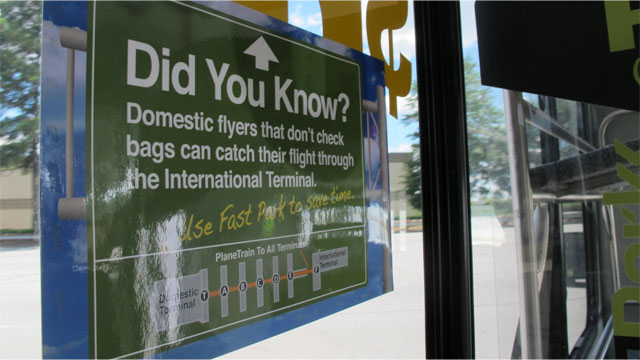 Did You Know?
Domestic flyers that don't check
bags can catch their flight through
the International Terminal.
Use Fast Park to save time.
PlaneTrain To All Terminals
Domestic
Terminal
International
Terminal
T A B C D E F